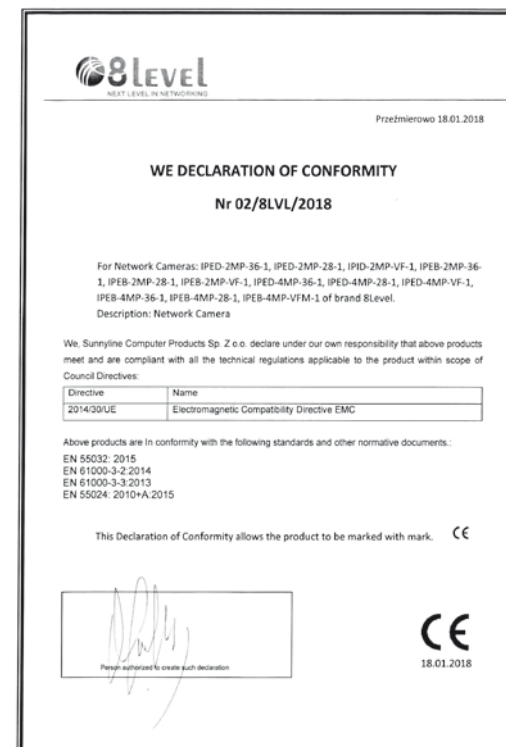 8level
NEXT LEVEL IN NETWORKING
Przeźmierowo 18.01.2018
WE DECLARATION OF CONFORMITY
Nr 02/8LVL/2018
For Network Cameras: IPED-2MP-36-1, IPED-2MP-28-1, IPID-2MP-VF-1, IPEB-2MP-36-
1, IPEB-2MP-28-1, IPEB-2MP-VF-1, IPED-4MP-36-1, IPED-4MP-28-1, IPED-4MP-VF-1,
IPEB-4MP-36-1, IPEB-4MP-28-1, IPEB-4MP-VFM-1 of brand 8Level.
Description: Network Camera
We, Sunnyline Computer Products Sp. Z o.o. declare under our own responsibility that above products
meet and are compliant with all the technical regulations applicable to the product within scope of
Council Directives:
Directive Name
2014/30/UE Electromagnetic Compatibility Directive EMC
Above products are In conformity with the following standards and other normative documents.:
EN 55032: 2015
EN 61000-3-2:2014
EN 61000-3-3:2013
EN 55024: 2010+A:2015
This Declaration of Conformity allows the product to be marked with mark. CE
Person authorized to create such declaration
CE
18.01.2018